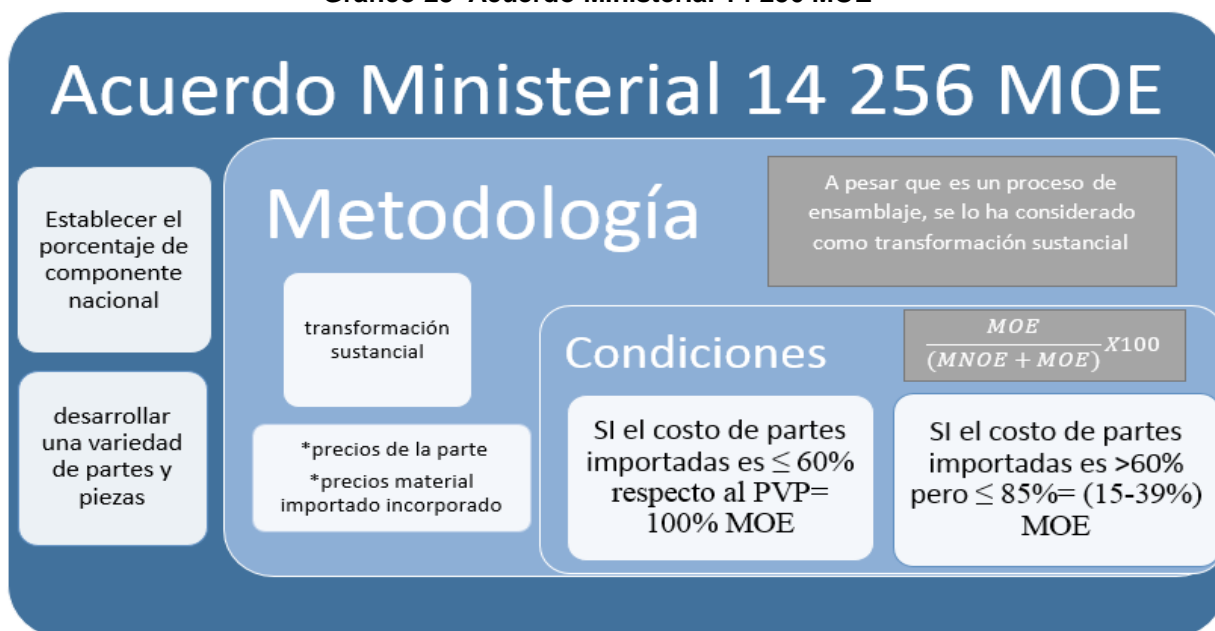 Acuerdo Ministerial 14 256 MOE
Establecer el
porcentaje de
componente
nacional
desarrollar
una variedad
de partes y
piezas
Metodología
A pesar que es un proceso de
ensamblaje, se lo ha considerado
como transformación sustancial
transformación
sustancial
*precios de la parte
*precios material
importado incorporado
Condiciones
MOE
(MNOE + MOE) X100
SI el costo de partes
importadas es ≤ 60%
respecto al PVP=
100% MOE
SI el costo de partes
importadas es >60%
pero ≤ 85%= (15-39%)
MOE